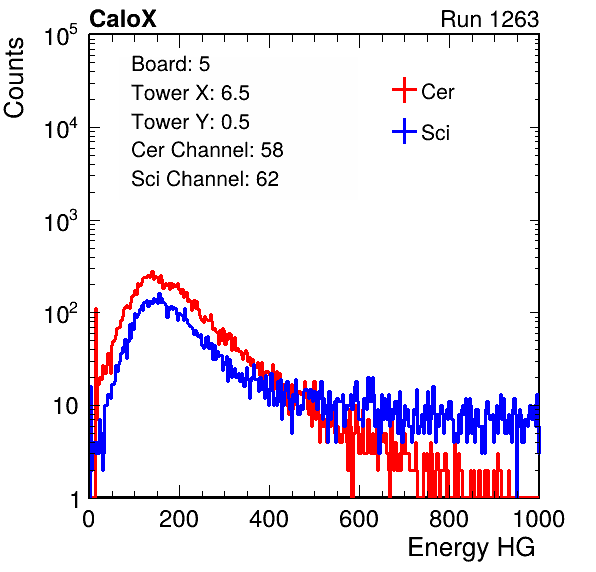 CaloX Run 1263
Counts
Board: 5
Tower X: 6.5
Tower Y: 0.5
Cer Channel: 58
Sci Channel: 62
Cer
Sci
10^5
10^4
10^3
10^2
10
1
0 200 400 600 800 1000
Energy HG